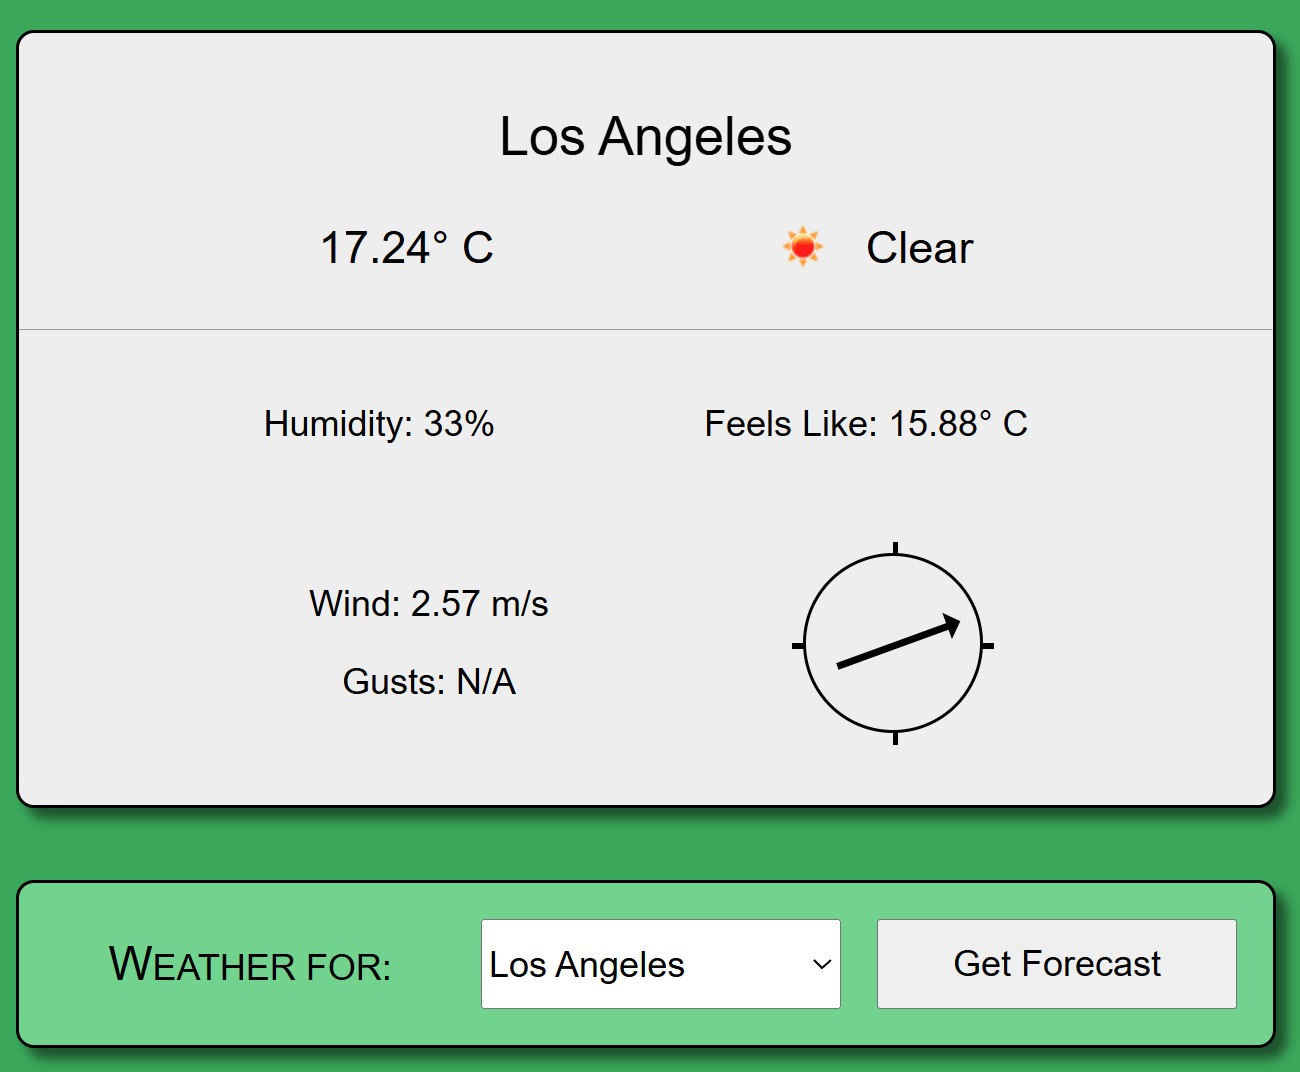 Los Angeles
17.24° C
Clear
Humidity: 33%
Feels Like: 15.88° C
Wind: 2.57 m/s
Gusts: N/A
WEATHER FOR:
Los Angeles
Get Forecast